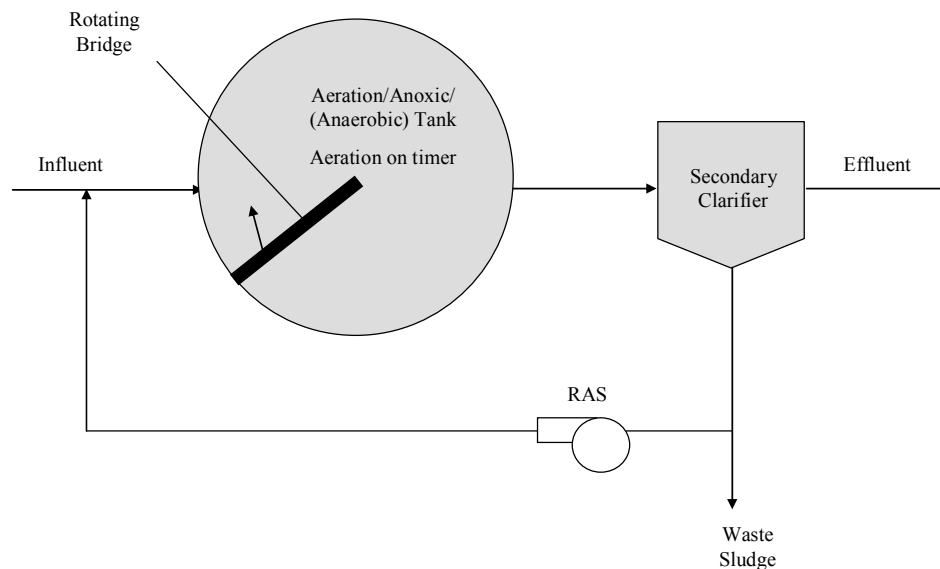 Rotating
Bridge
Aeration/Anoxic/
(Anaerobic) Tank
Aeration on timer
Influent
Secondary
Clarifier
Effluent
RAS
Waste
Sludge